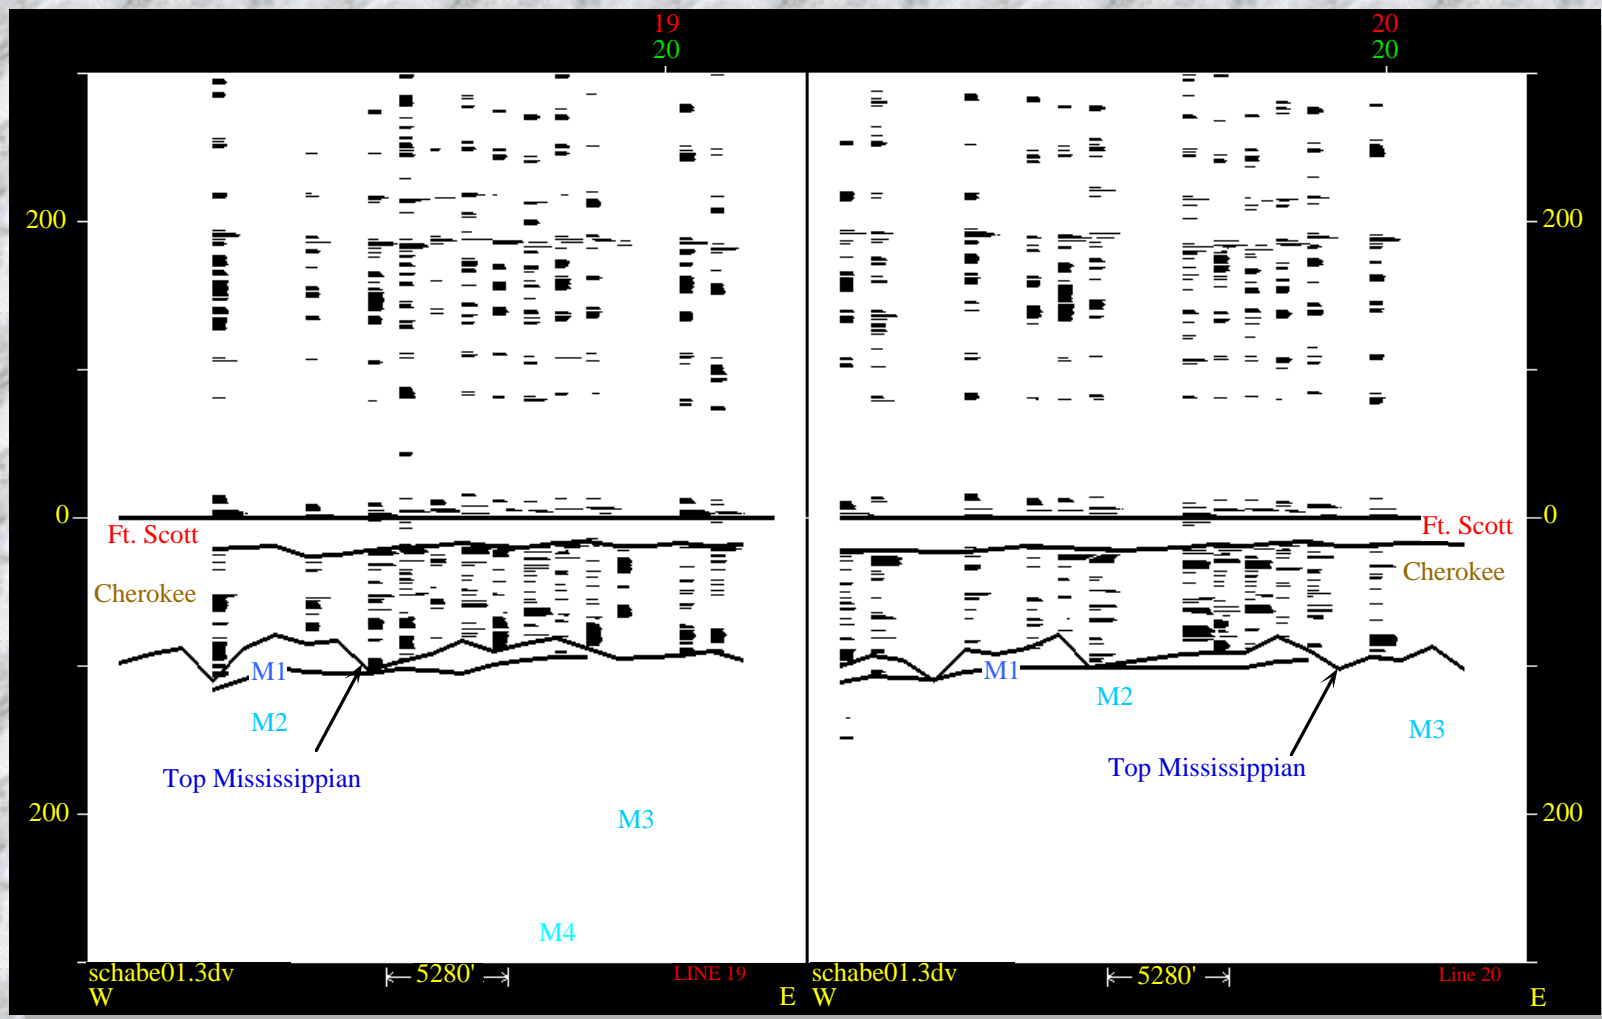 19
20
200
0
Ft. Scott
Cherokee
M1
M2
Top Mississippian
M3
200
M4
schabe01.3dv
5280'
LINE 19
W
E
20
20
200
0
Ft. Scott
Cherokee
M1
M2
M3
Top Mississippian
200
schabe01.3dv
5280'
Line 20
W
E